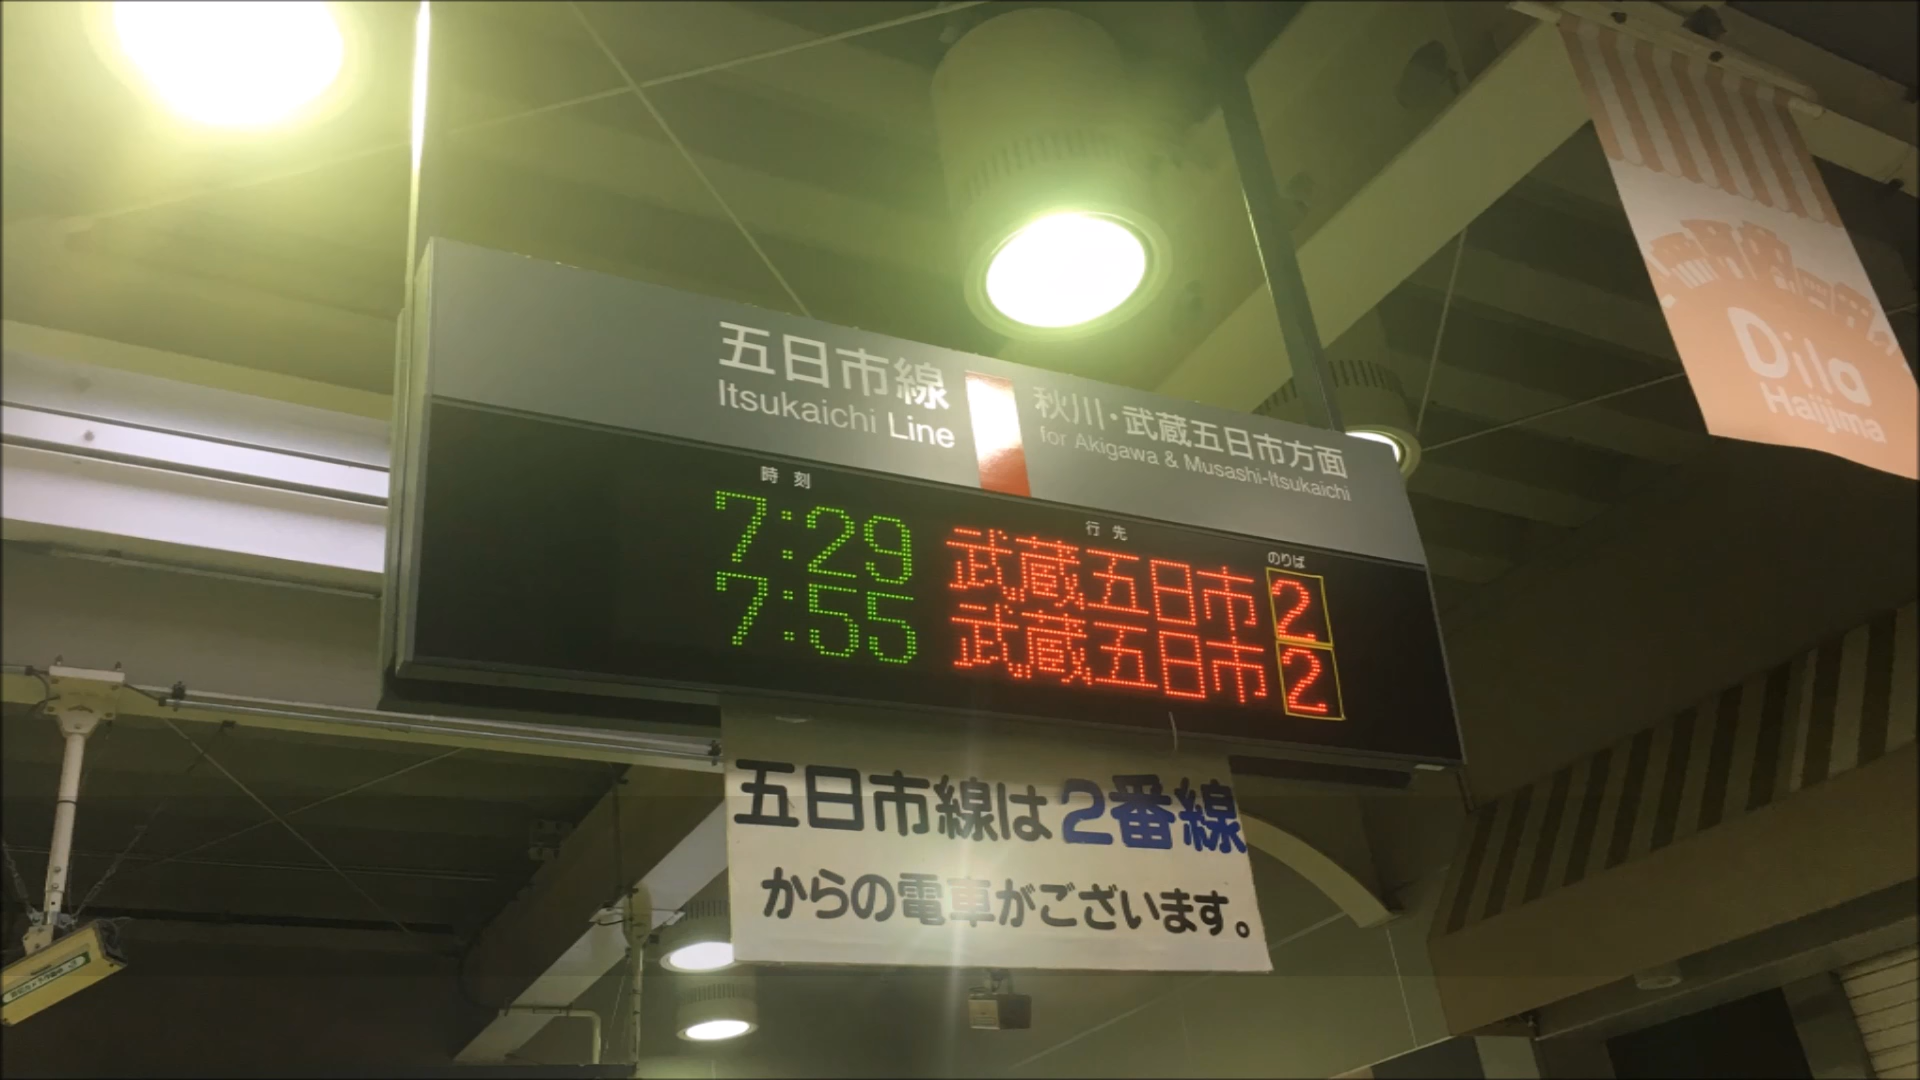 五日市線
Itsukaichi Line
秋川・武蔵五日市方面
for Akigawa & Musashi-Itsukaichi
時刻
行先
のりば
7:29 武蔵五日市 2
7:55 武蔵五日市 2
五日市線は2番線
からの電車がございます。
Dila
Haijima